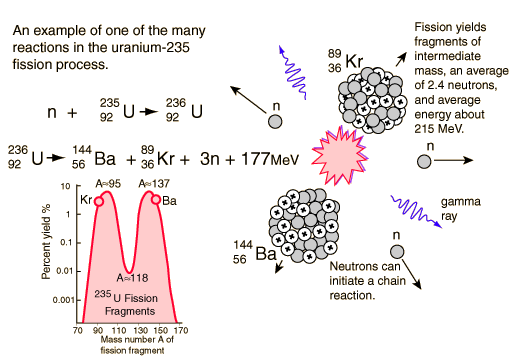 An example of one of the many
reactions in the uranium-235
fission process.
n + 235 92 U → 236 92 U
236 92 U → 144 56 Ba + 89 36 Kr + 3n + 177 MeV
89 36 Kr
Fission yields
fragments of
intermediate
mass, an average
of 2.4 neutrons,
and average
energy about
215 MeV.
n
n
gamma
ray
n
144 56 Ba
Neutrons can
initiate a chain
reaction.
Percent yield %
10
1
0.1
0.01
0.001
A≈95
A≈137
Kr
Ba
A≈118
235 U Fission
Fragments
70 90 110 130 150 170
Mass number A of
fission fragment